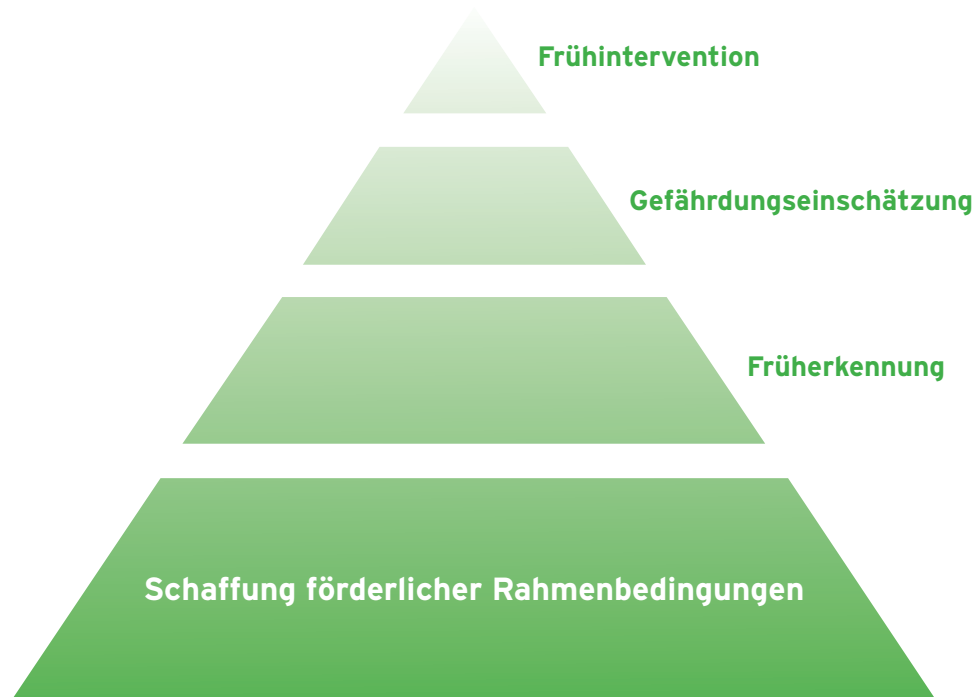 Frühintervention
Gefährdungseinschätzung
Früherkennung
Schaffung förderlicher Rahmenbedingungen